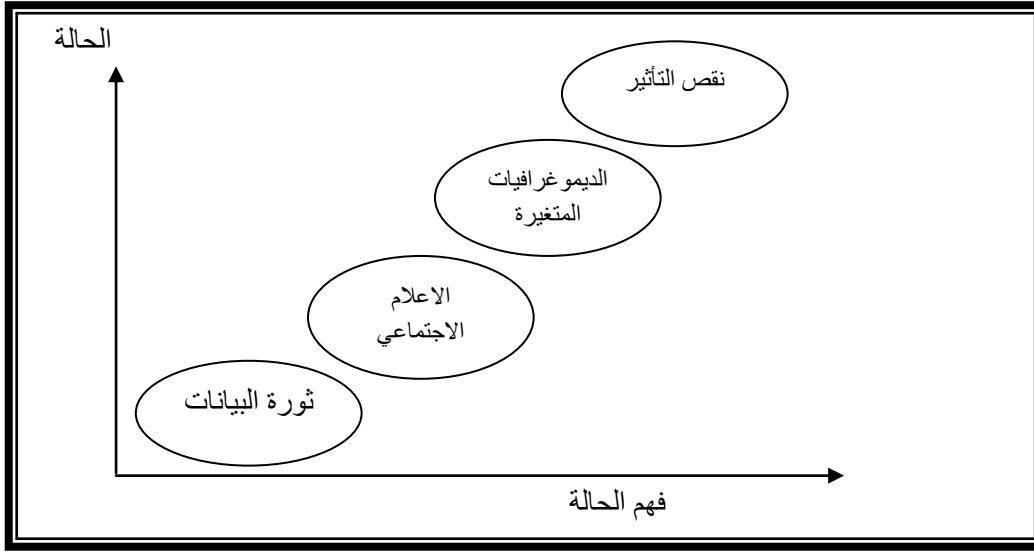 الحالة
نقص التأثير
الديموغرافيات
المتغيرة
الاعلام
الاجتماعي
ثورة البيانات
فهم الحالة